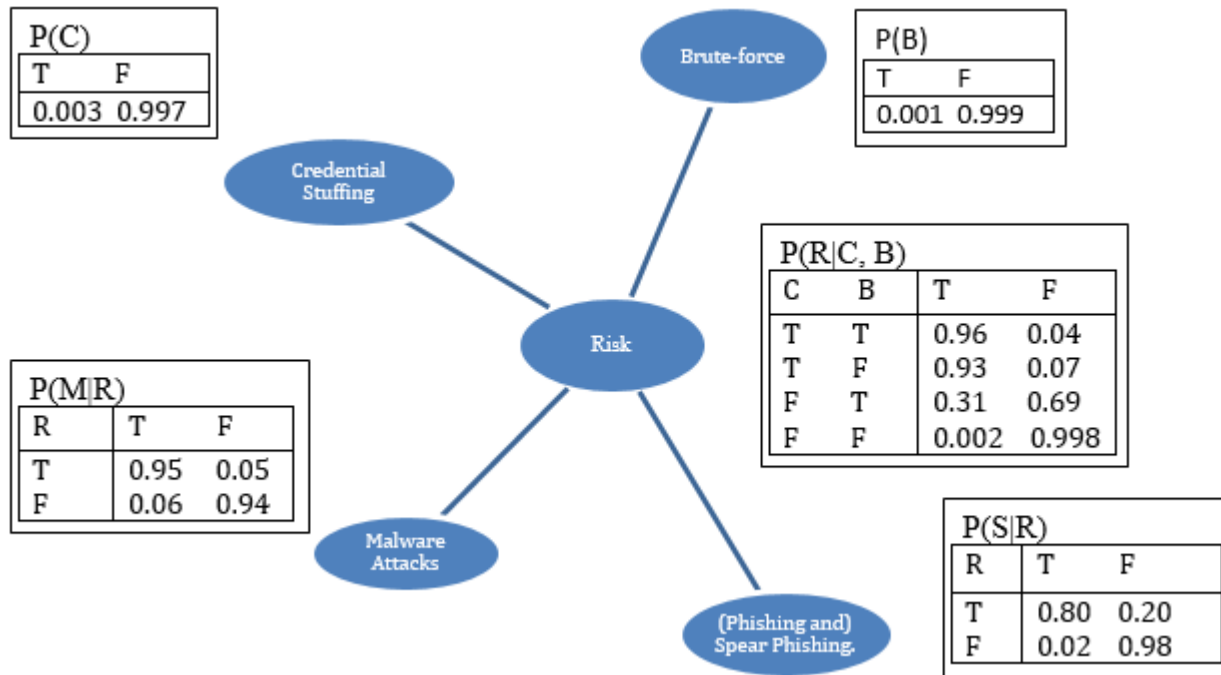 P(C)
T F
0.003 0.997
Brute-force
P(B)
T F
0.001 0.999
Credential
Stuffing
P(R|C, B)
C B T F
T T 0.96 0.04
T F 0.93 0.07
F T 0.31 0.69
F F 0.002 0.998
Risk
P(M|R)
R T F
T 0.95 0.05
F 0.06 0.94
Malware
Attacks
(Phishing and)
Spear Phishing.
P(S|R)
R T F
T 0.80 0.20
F 0.02 0.98